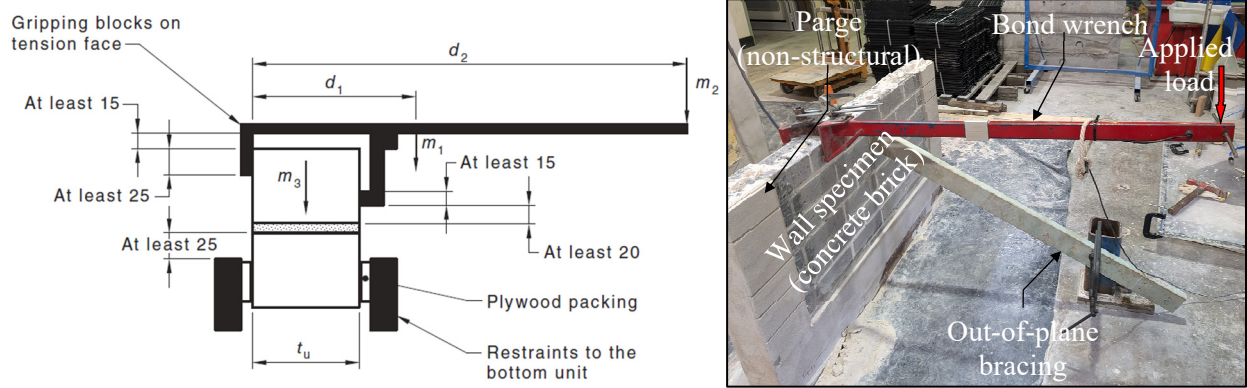 Gripping blocks on
tension face
d2
d1
m2
At least 15
m1
At least 15
m3
At least 25
At least 25
At least 20
Plywood packing
tu
Restraints to the
bottom unit
Parge
(non-structural)
Bond wrench
Applied
load
Wall specimen
(concrete brick)
Out-of-plane
bracing